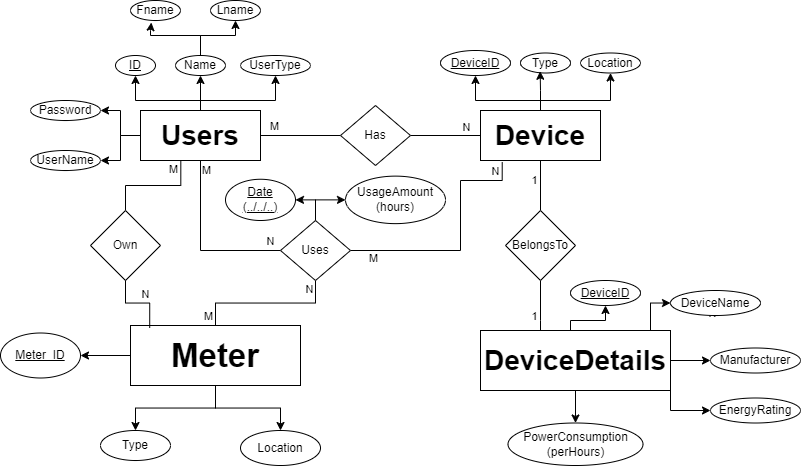 Fname
Lname
ID
Name
UserType
DeviceID
Type
Location
Password
UserName
Users
M
Has
N
Device
M
M
N
1
Date
(../../..)
UsageAmount
(hours)
Own
N
Uses
M
BelongsTo
N
M
N
1
DeviceID
DeviceName
..
Meter_ID
Meter
DeviceDetails
Manufacturer
EnergyRating
Type
Location
PowerConsumption
(perHours)